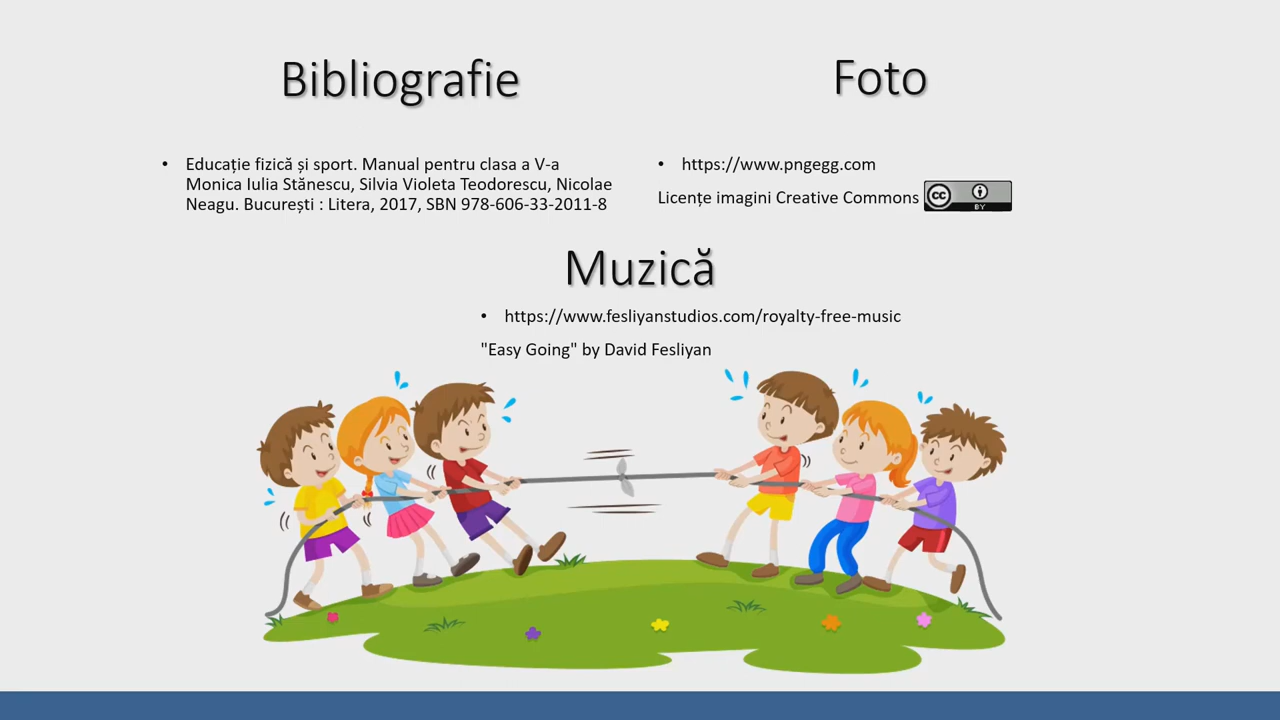 Bibliografie
• Educație fizică și sport. Manual pentru clasa a V-a
Monica Iulia Stănescu, Silvia Violeta Teodorescu, Nicolae
Neagu. București : Litera, 2017, SBN 978-606-33-2011-8
Foto
• https://www.pngegg.com
Licențe imagini Creative Commons cc BY
Muzică
• https://www.fesliyanstudios.com/royalty-free-music
"Easy Going" by David Fesliyan